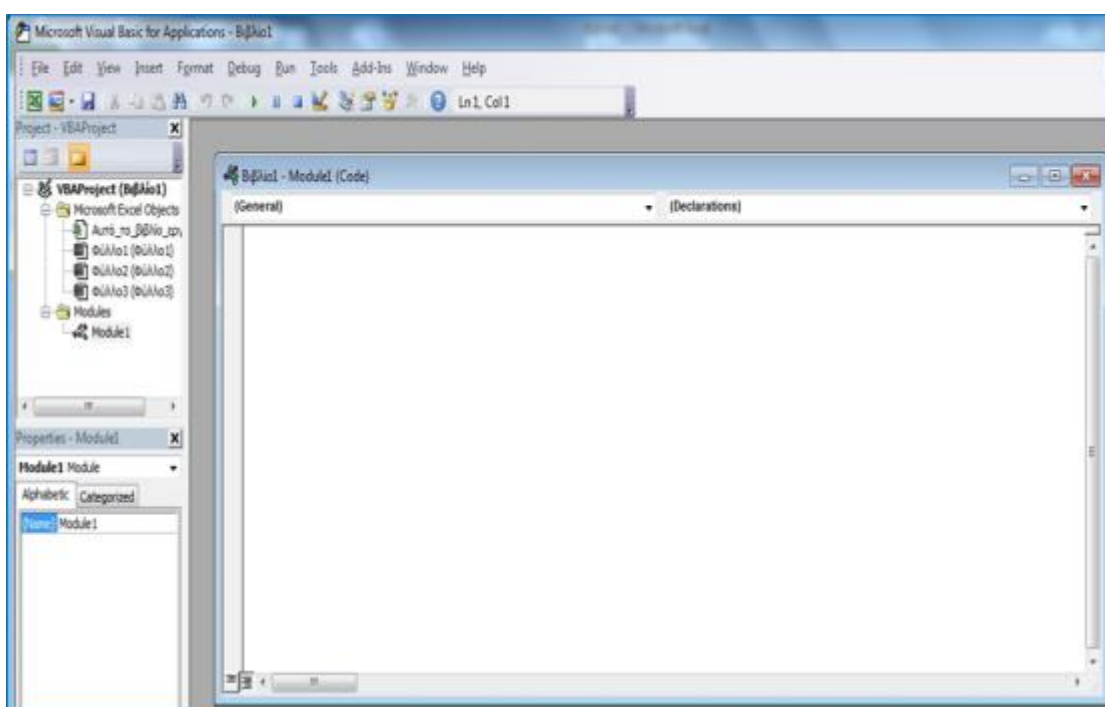 Microsoft Visual Basic for Applications - Βιβλίο1
File Edit View Insert Format Debug Run Tools Add-Ins Window Help
Ln 1, Col 1
Project - VBAProject
VBAProject (Βιβλίο1)
Microsoft Excel Objects
Αυτό_το_βιβλίο_εργ
Φύλλο1 (Φύλλο1)
Φύλλο2 (Φύλλο2)
Φύλλο3 (Φύλλο3)
Modules
Module1
Βιβλίο1 - Module1 (Code)
(General) (Declarations)
Properties - Module1
Module1 Module
Alphabetic Categorized
(Name) Module1